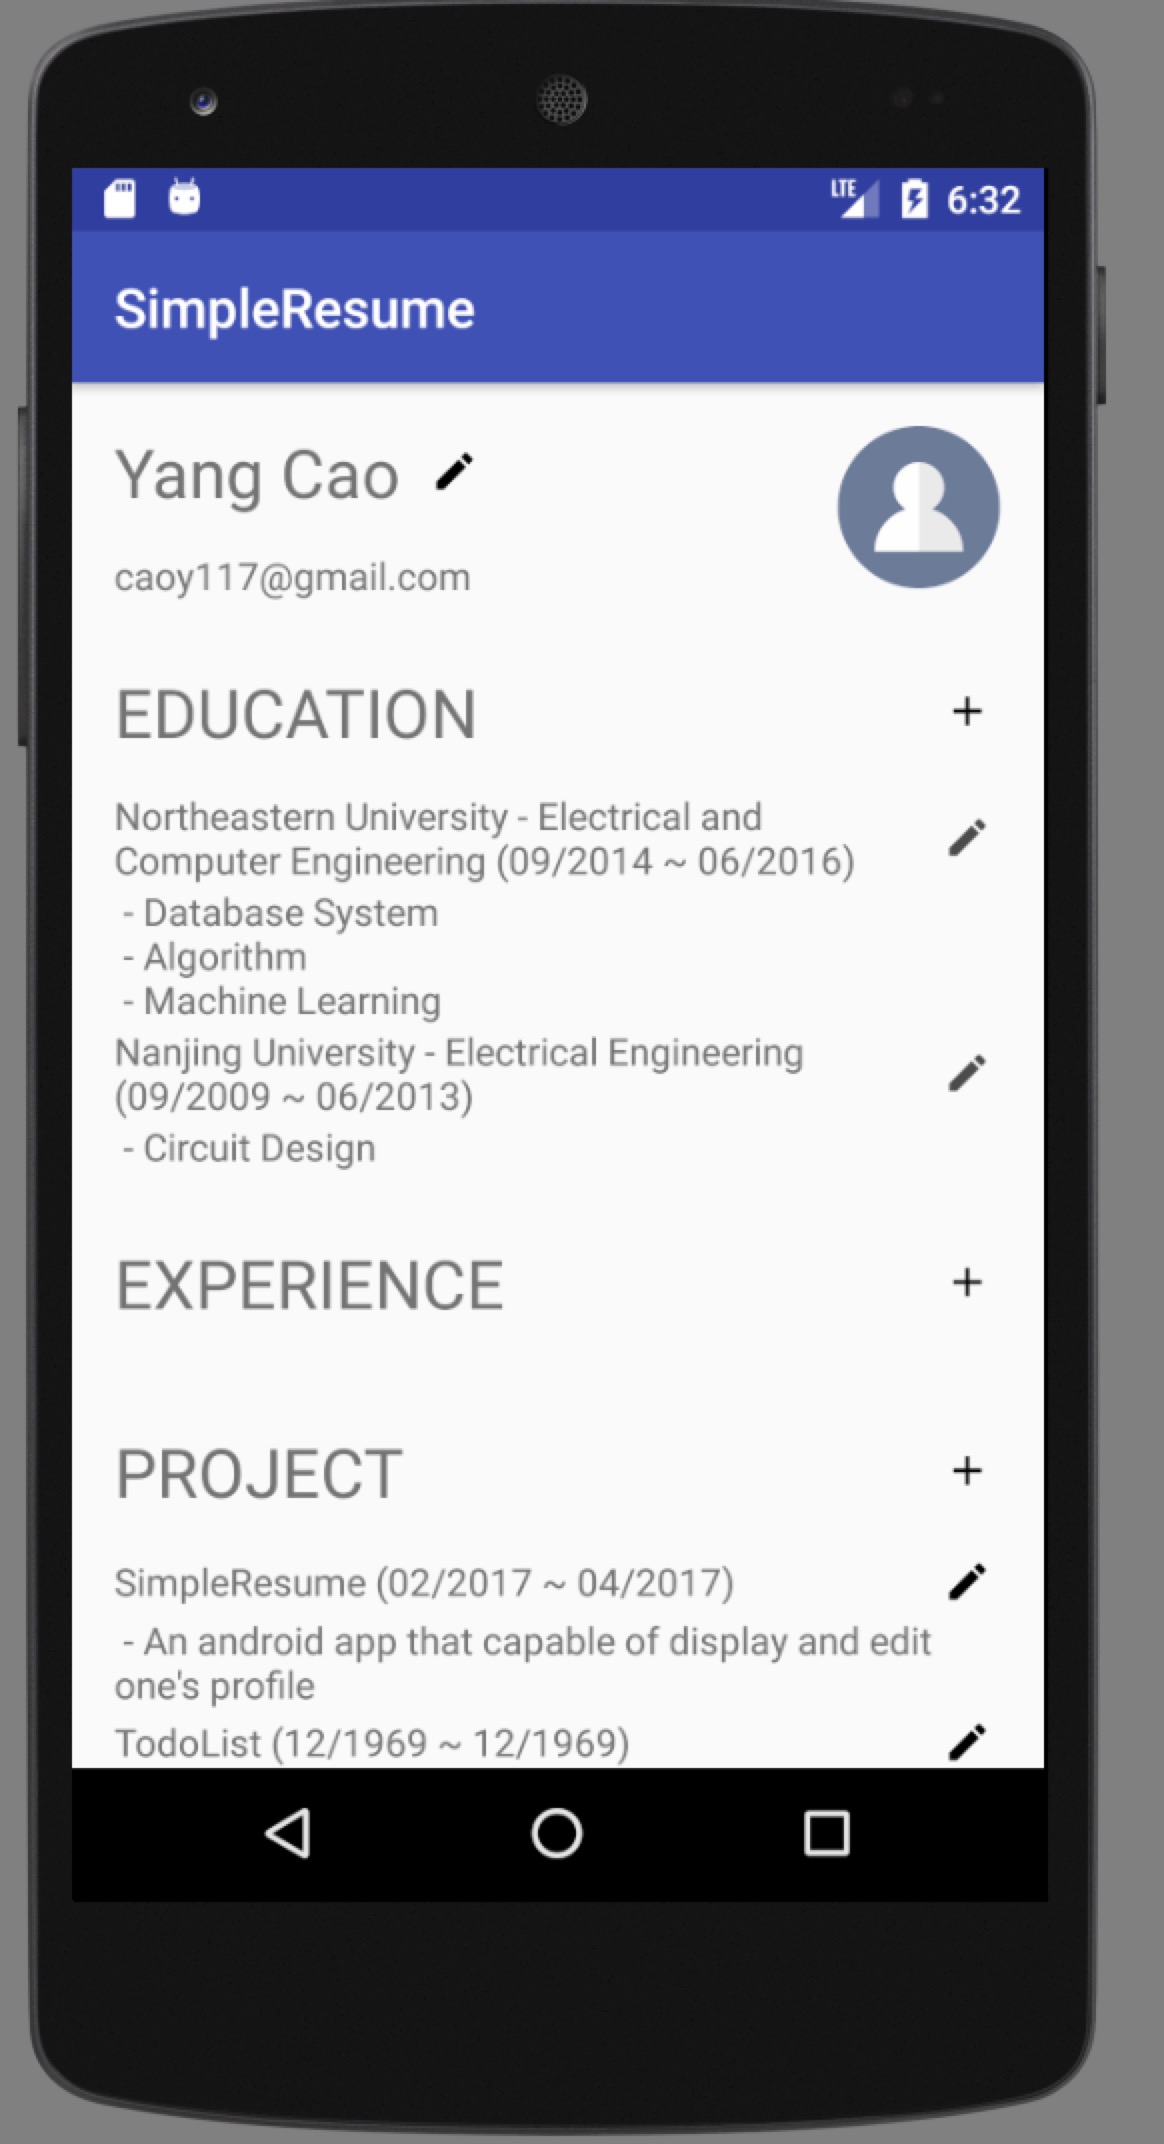 LTE 6:32
SimpleResume
Yang Cao
caoy117@gmail.com
EDUCATION +
Northeastern University - Electrical and
Computer Engineering (09/2014 ~ 06/2016)
- Database System
- Algorithm
- Machine Learning
Nanjing University - Electrical Engineering
(09/2009 ~ 06/2013)
- Circuit Design
EXPERIENCE +
PROJECT +
SimpleResume (02/2017 ~ 04/2017)
- An android app that capable of display and edit
one's profile
TodoList (12/1969 ~ 12/1969)